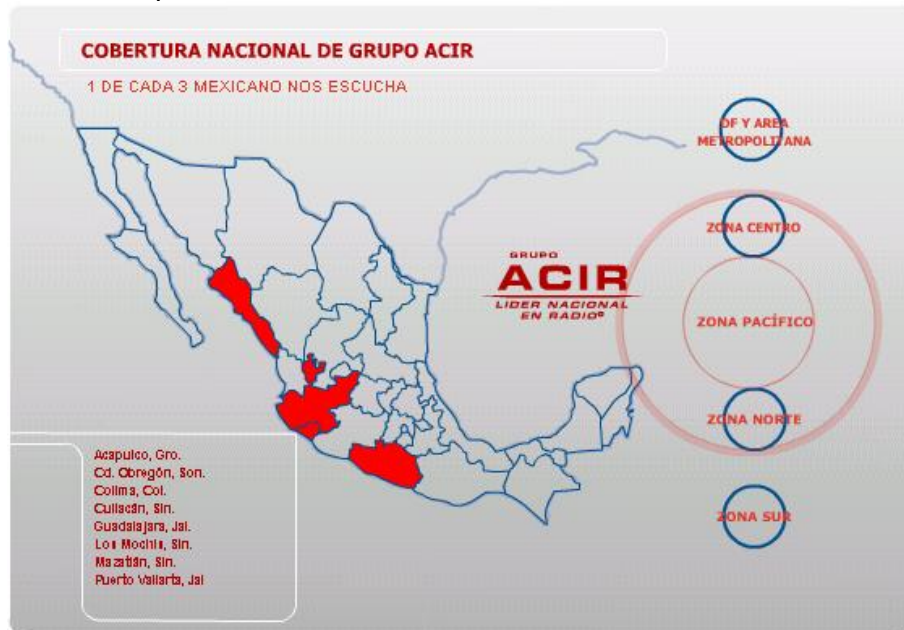 COBERTURA NACIONAL DE GRUPO ACIR
1 DE CADA 3 MEXICANO NOS ESCUCHA
DF Y AREA
METROPOLITANA
ZONA CENTRO
GRUPO
ACIR
LIDER NACIONAL
EN RADIO®
ZONA PACÍFICO
ZONA NORTE
ZONA SUR
Acapulco, Gro.
Cd. Obregón, Son.
Colima, Col.
Culiacán, Sin.
Guadalajara, Jal.
Los Mochis, Sin.
Mazatlán, Sin.
Puerto Vallarta, Jal